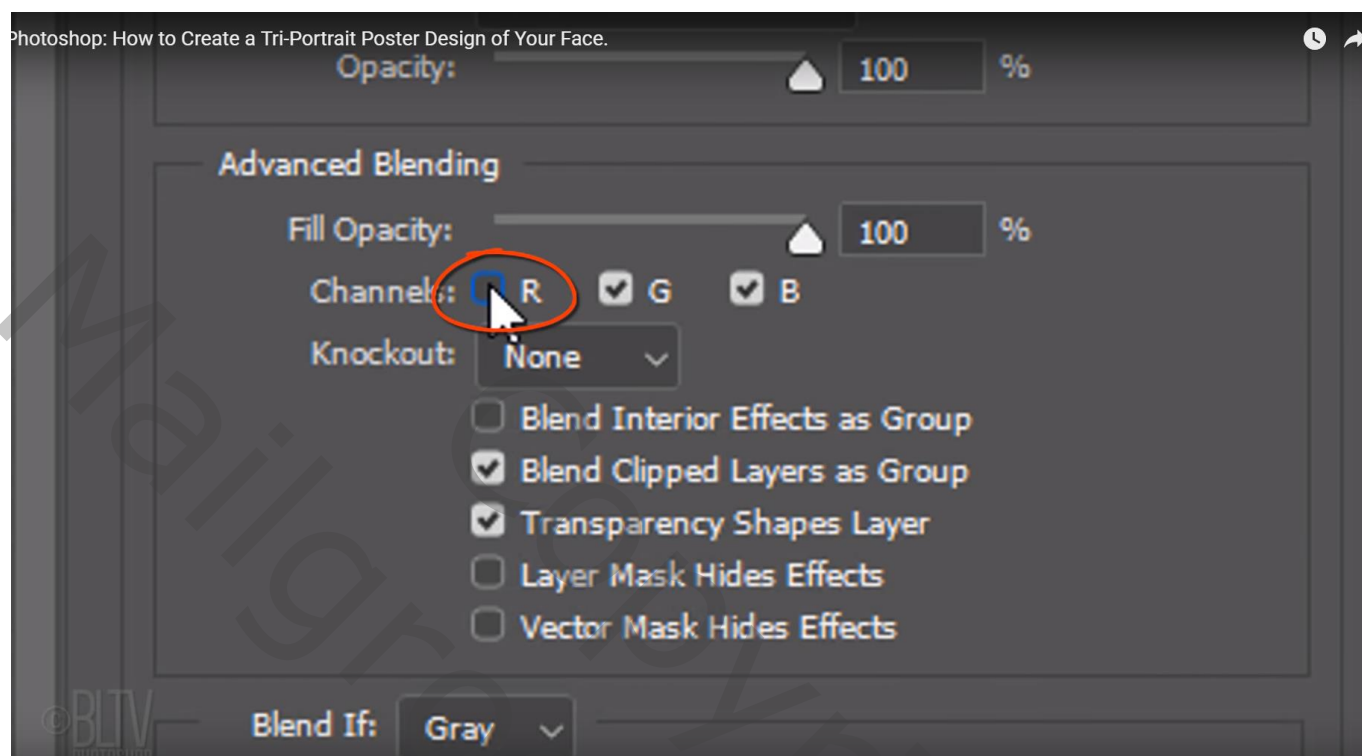 Photoshop: How to Create a Tri-Portrait Poster Design of Your Face.
Opacity: 100 %
Advanced Blending
Fill Opacity: 100 %
Channels: R G B
Knockout: None
Blend Interior Effects as Group
Blend Clipped Layers as Group
Transparency Shapes Layer
Layer Mask Hides Effects
Vector Mask Hides Effects
©BLTV
PHOTOSHOP
Blend If: Gray